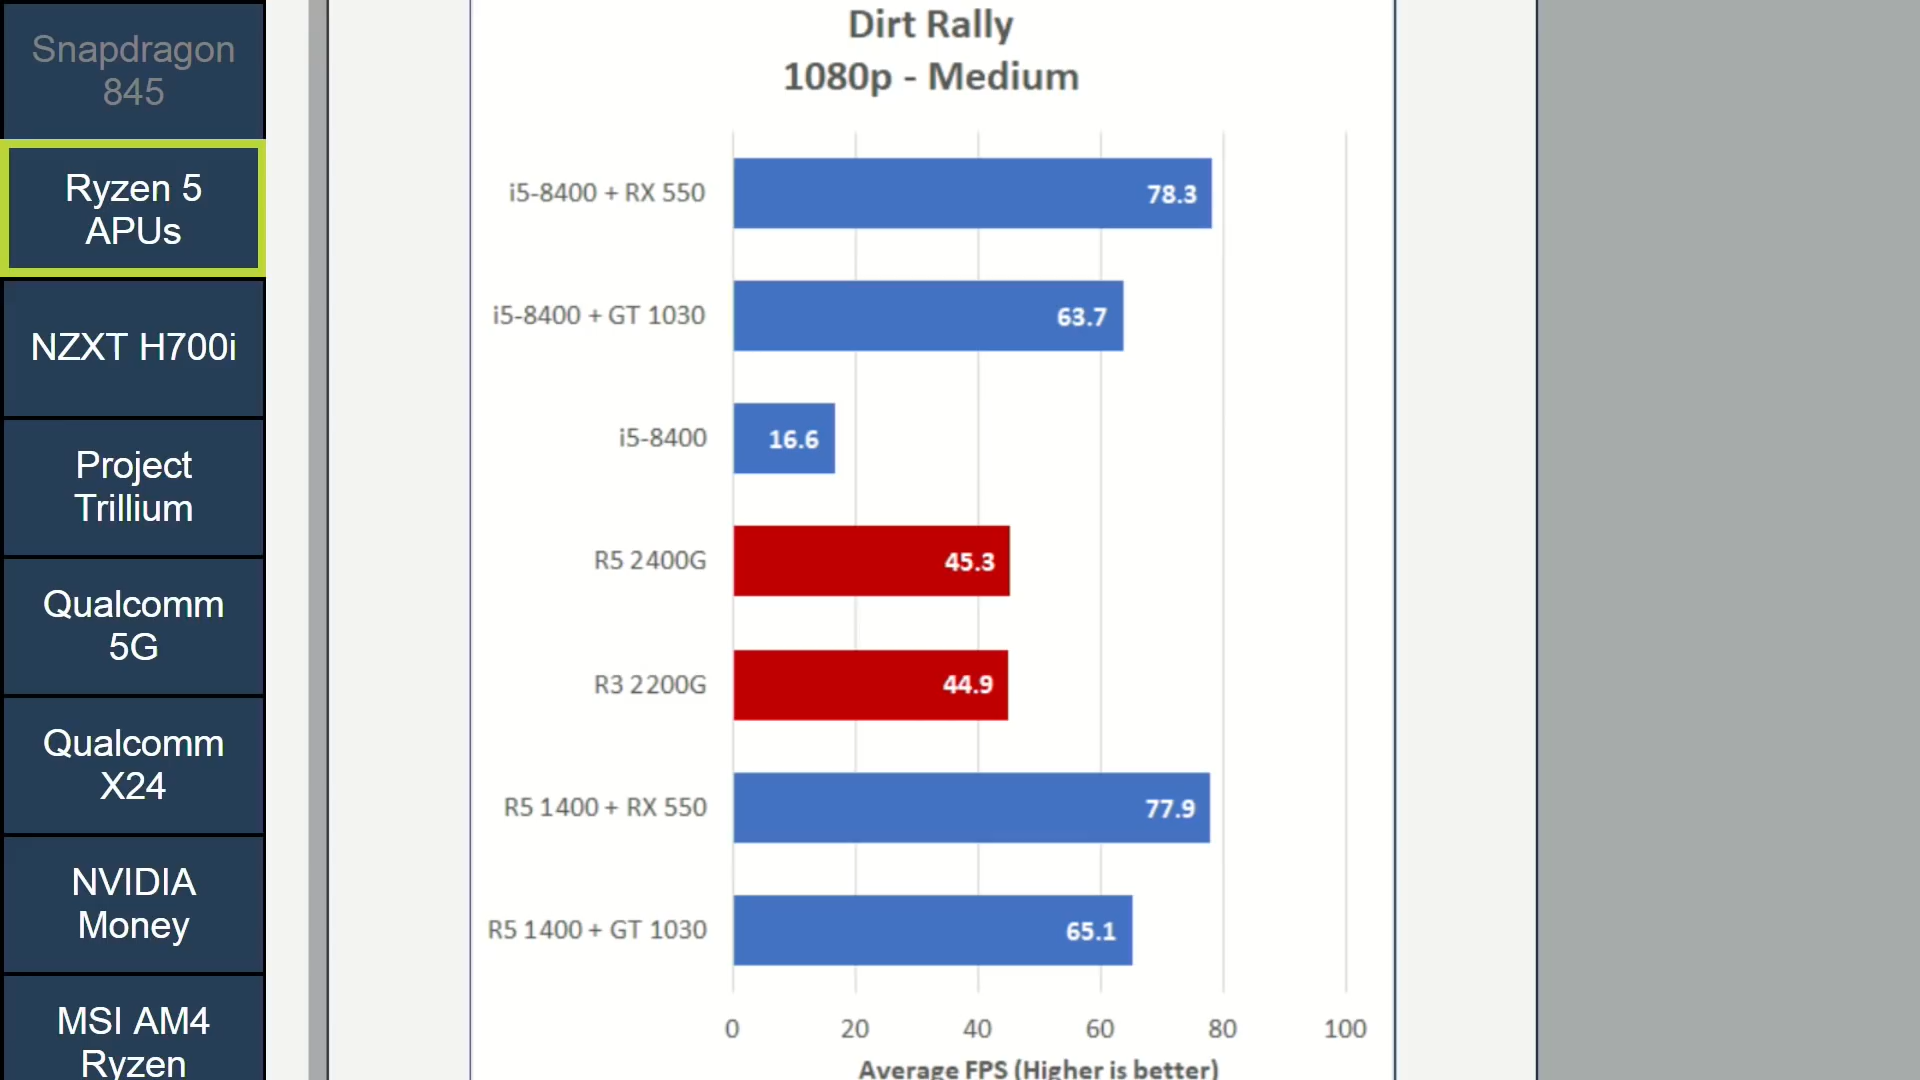 Snapdragon
845
Ryzen 5
APUs
NZXT H700i
Project
Trillium
Qualcomm
5G
Qualcomm
X24
NVIDIA
Money
MSI AM4
Ryzen
Dirt Rally
1080p - Medium
i5-8400 + RX 550
78.3
i5-8400 + GT 1030
63.7
i5-8400
16.6
R5 2400G
45.3
R3 2200G
44.9
R5 1400 + RX 550
77.9
R5 1400 + GT 1030
65.1
0 20 40 60 80 100
Average FPS (Higher is better)